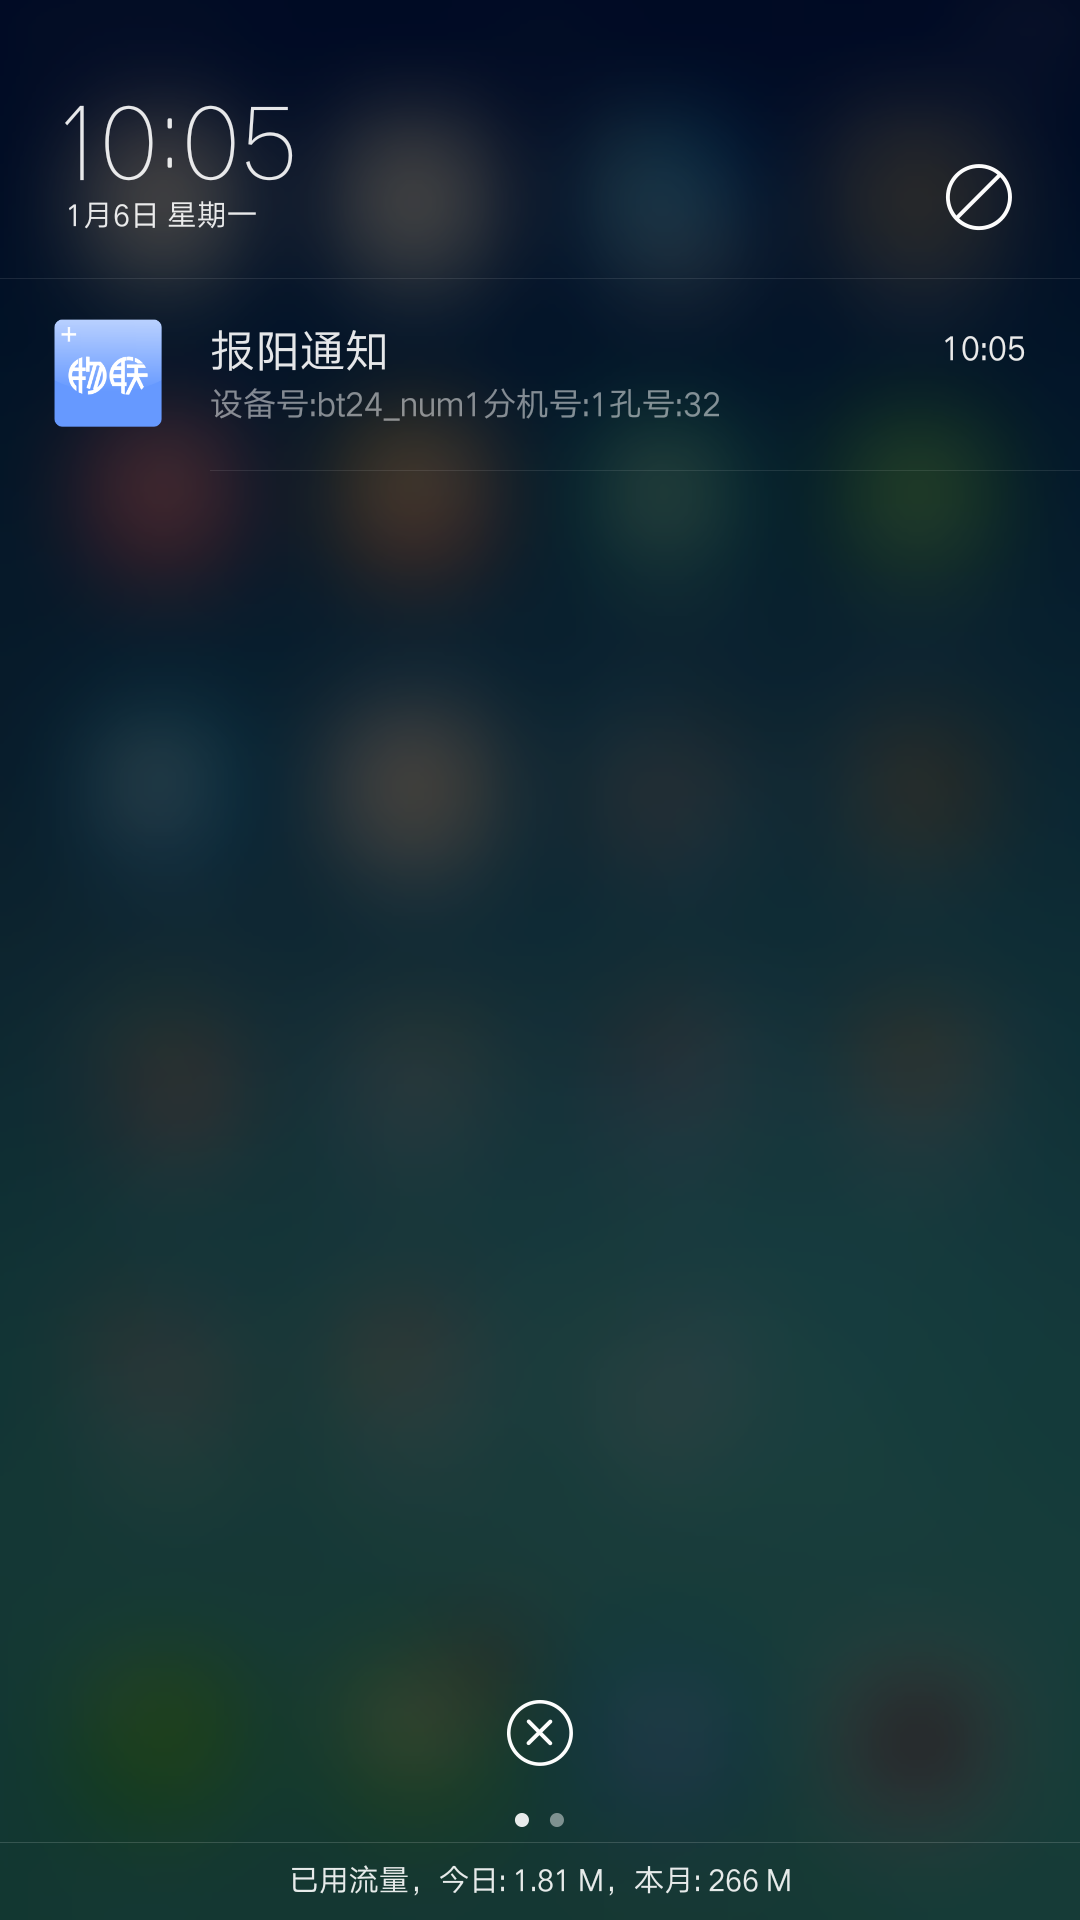 10:05
1月6日 星期一
物联
报阳通知
10:05
设备号:bt24_num1分机号:1孔号:32
已用流量，今日: 1.81 M，本月: 266 M